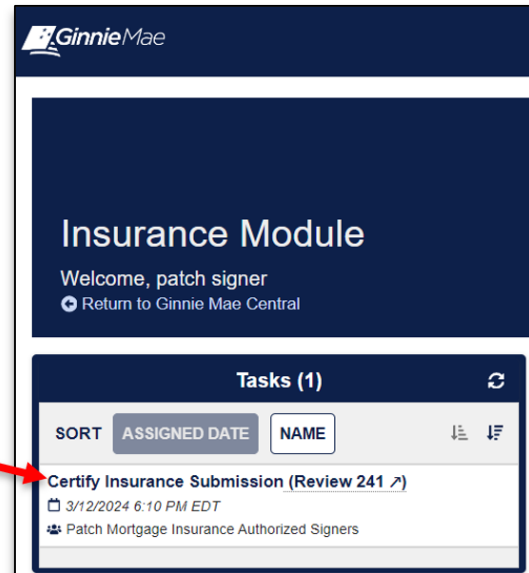 GinnieMae
Insurance Module
Welcome, patch signer
Return to Ginnie Mae Central
Tasks (1)
SORT ASSIGNED DATE NAME
Certify Insurance Submission (Review 241 ↗)
3/12/2024 6:10 PM EDT
Patch Mortgage Insurance Authorized Signers